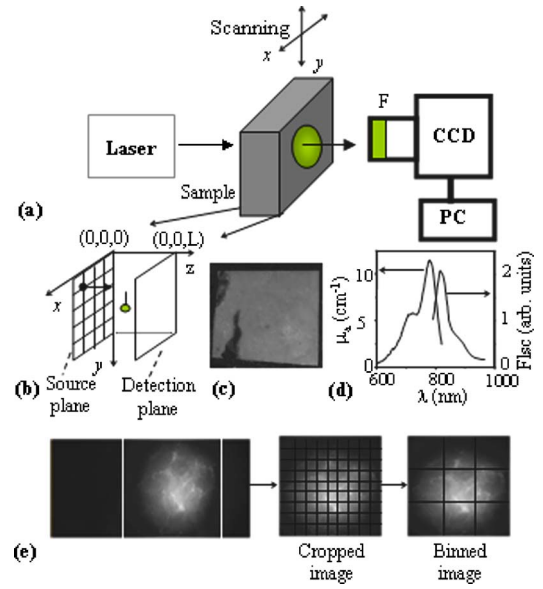 Scanning
x
y
F
CCD
Laser
Sample
PC
(a)
(0,0,0)
(0,0,L)
z
x
y
(b)
Source
plane
Detection
plane
(c)
10
5
0
μa (cm-1)
2
1
0
Flsc (arb. units)
600
800
1000
λ (nm)
(d)
(e)
Cropped
image
Binned
image